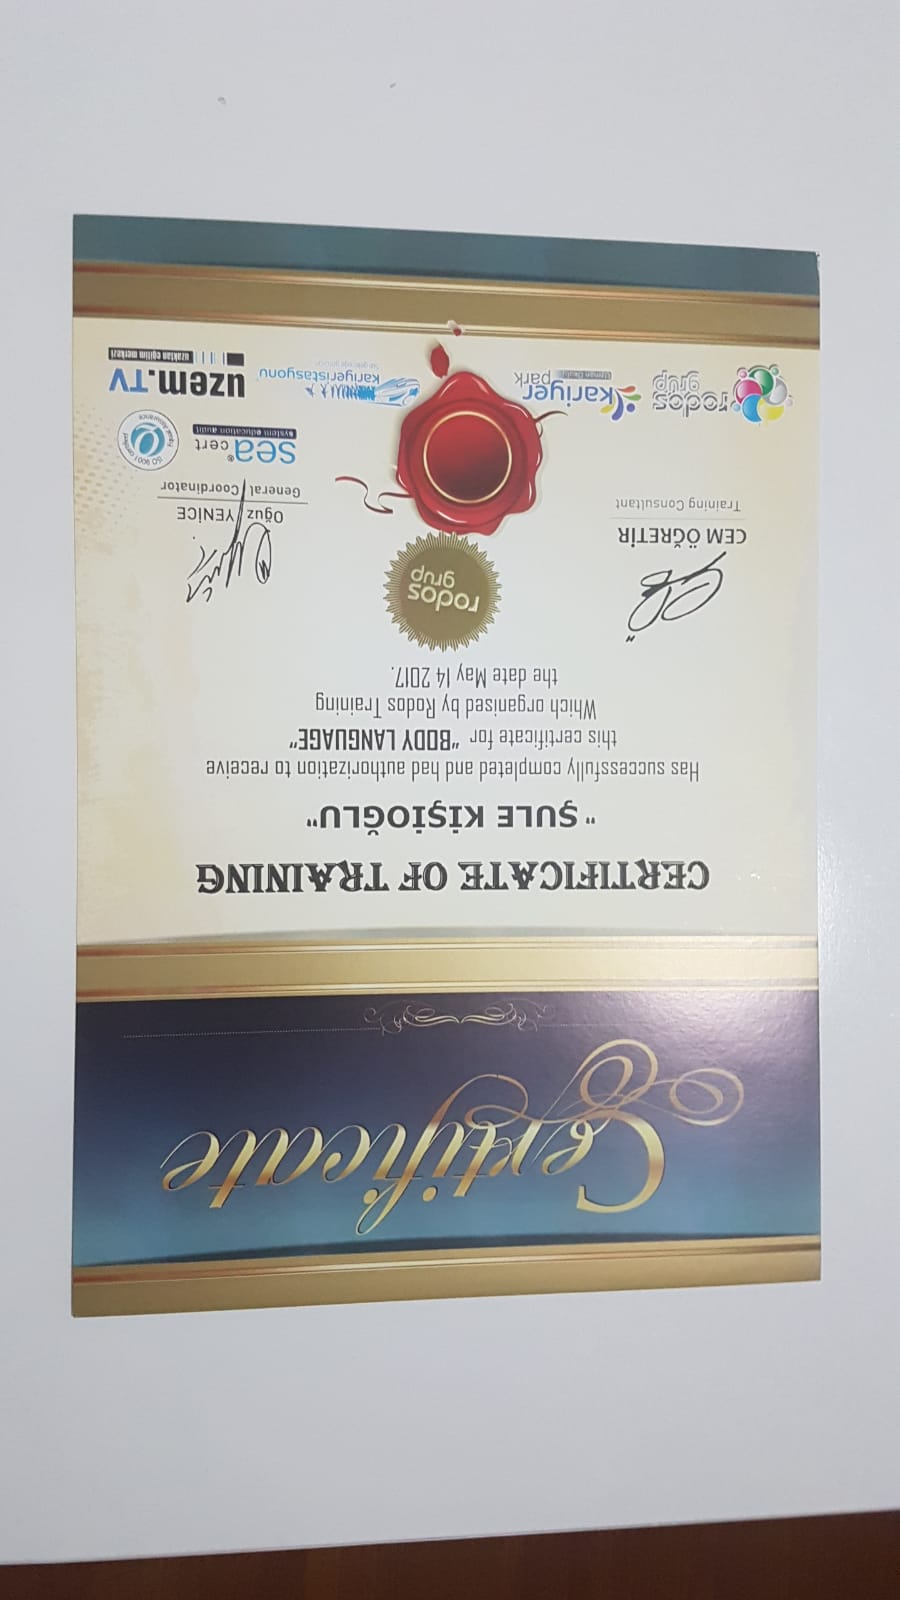 Certificate
CERTIFICATE OF TRAINING
"ŞULE KİŞİOĞLU"
Has successfully completed and had authorization to receive
this certificate for "BODY LANGUAGE"
Which organised by Rodos Training
the date May 14 2017.
rodos
grup
CEM ÖĞRETİR
Training Consultant
Oğuz YENİCE
General Coordinator
sea® cert
system education audit
ISO 9001
rodos
grup
kariyer
park
kariyeristasyonu
uzem.TV
uzaktan eğitim merkezi